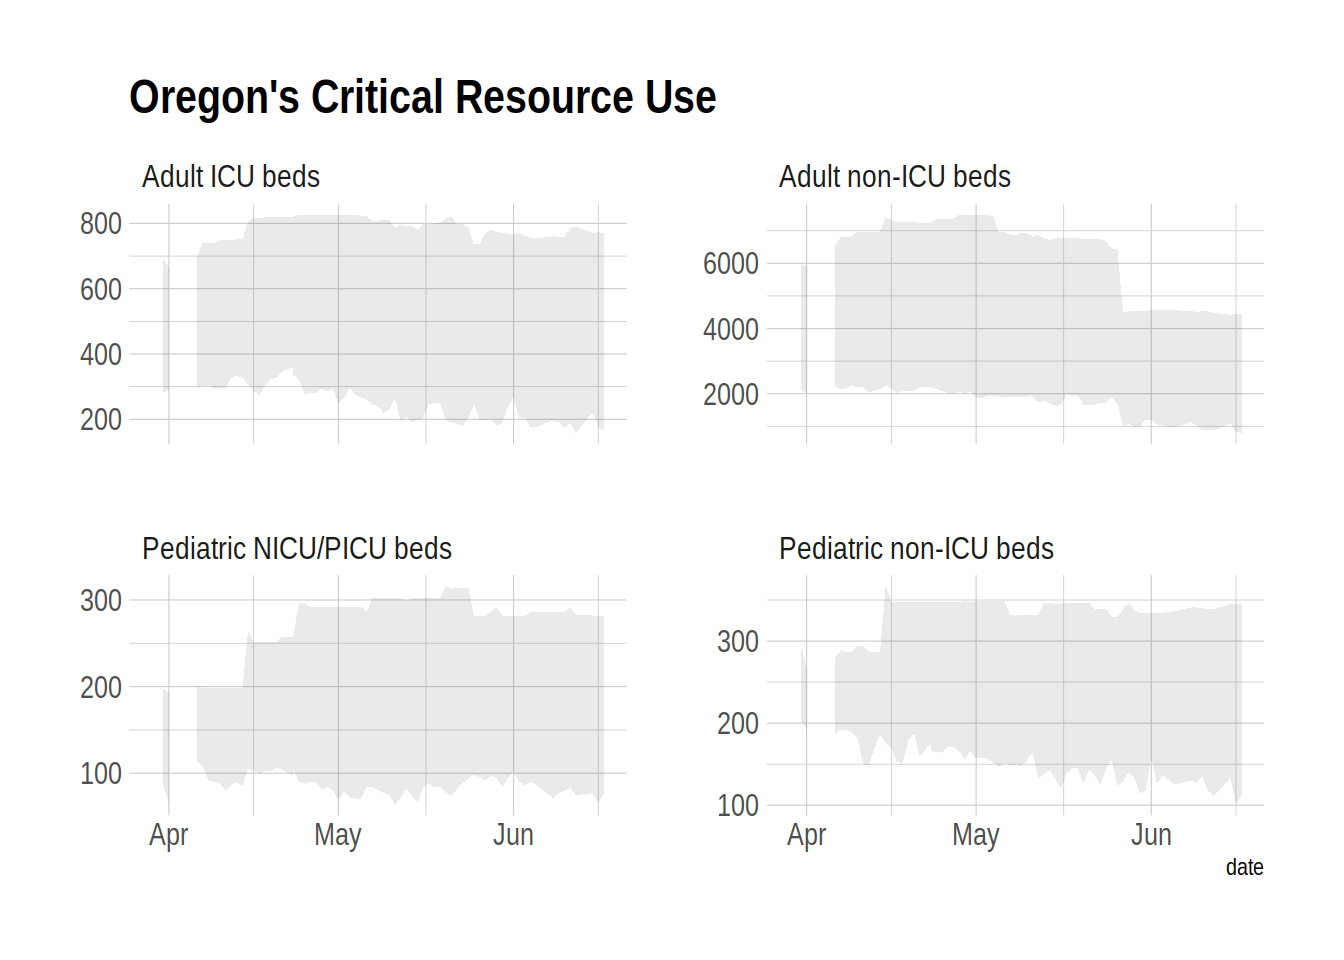 Oregon's Critical Resource Use
Adult ICU beds
800
600
400
200
Adult non-ICU beds
6000
4000
2000
Pediatric NICU/PICU beds
300
200
100
Apr May Jun
Pediatric non-ICU beds
300
200
100
Apr May Jun
date